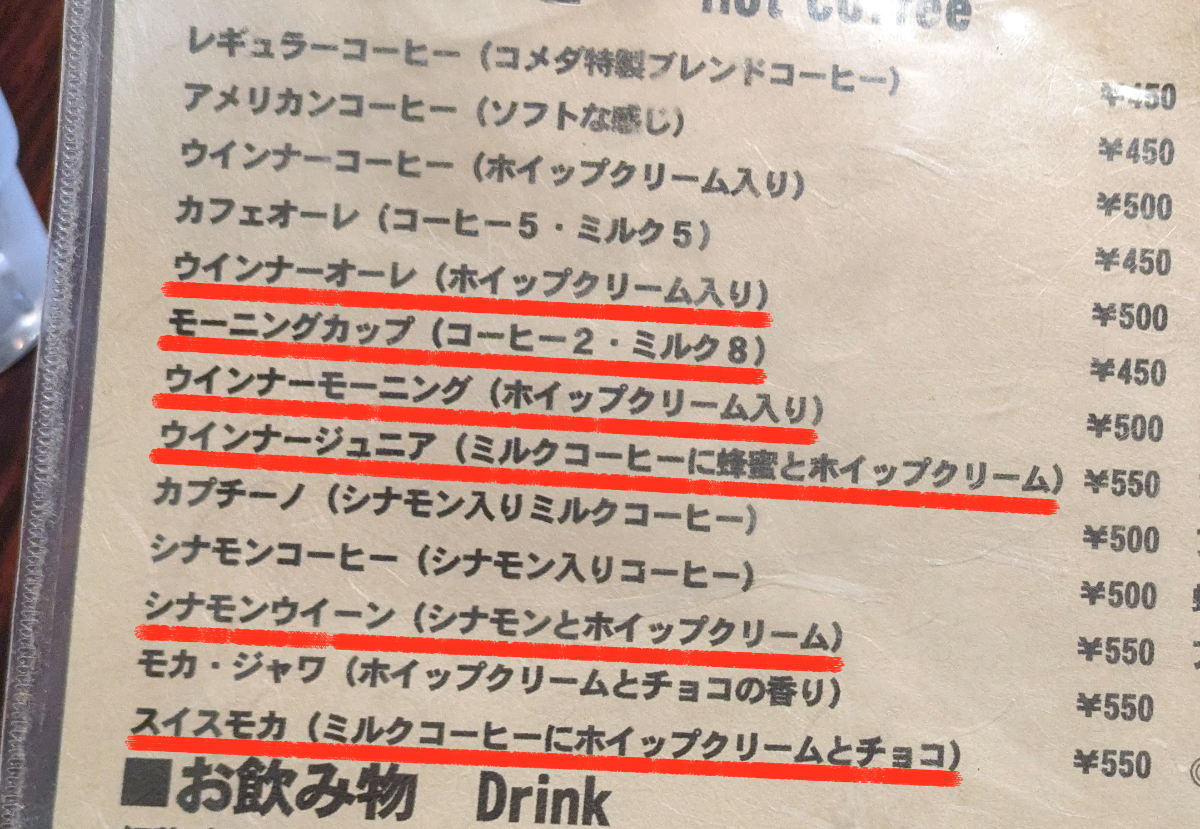 Hot Coffee
レギュラーコーヒー（コメダ特製ブレンドコーヒー） ¥450
アメリカンコーヒー（ソフトな感じ） ¥450
ウインナーコーヒー（ホイップクリーム入り） ¥500
カフェオーレ（コーヒー５・ミルク５） ¥450
ウインナーオーレ（ホイップクリーム入り） ¥500
モーニングカップ（コーヒー２・ミルク８） ¥450
ウインナーモーニング（ホイップクリーム入り） ¥500
ウインナージュニア（ミルクコーヒーに蜂蜜とホイップクリーム） ¥550
カプチーノ（シナモン入りミルクコーヒー） ¥500
シナモンコーヒー（シナモン入りコーヒー） ¥500
シナモンウイーン（シナモンとホイップクリーム） ¥550
モカ・ジャワ（ホイップクリームとチョコの香り） ¥550
スイスモカ（ミルクコーヒーにホイップクリームとチョコ） ¥550
■お飲み物 Drink